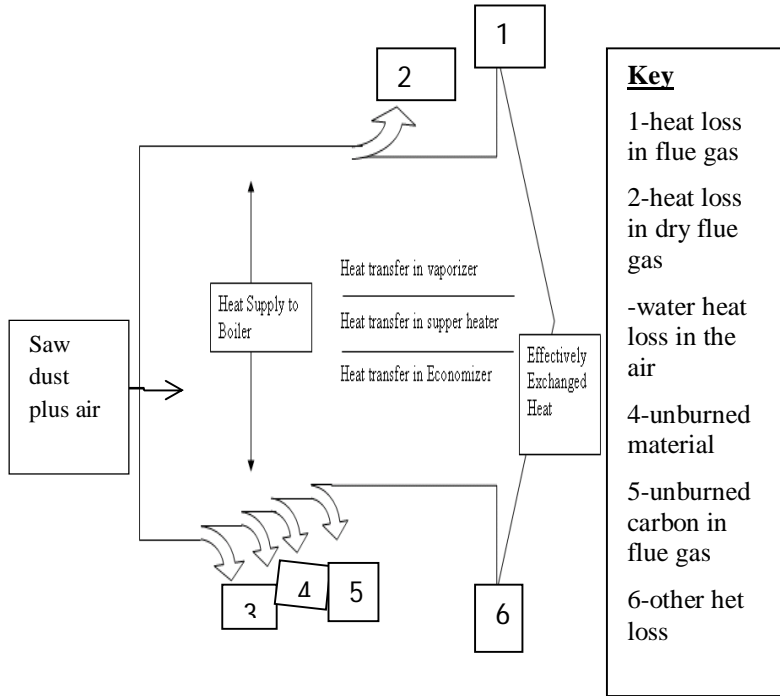 1
2
Key
1-heat loss
in flue gas
2-heat loss
in dry flue
gas
-water heat
loss in the
air
4-unburned
material
5-unburned
carbon in
flue gas
6-other het
loss
Heat transfer in vaporizer
Heat Supply to
Boiler
Heat transfer in supper heater
Heat transfer in Economizer
Effectively
Exchanged
Heat
Saw
dust
plus air
3
4
5
6